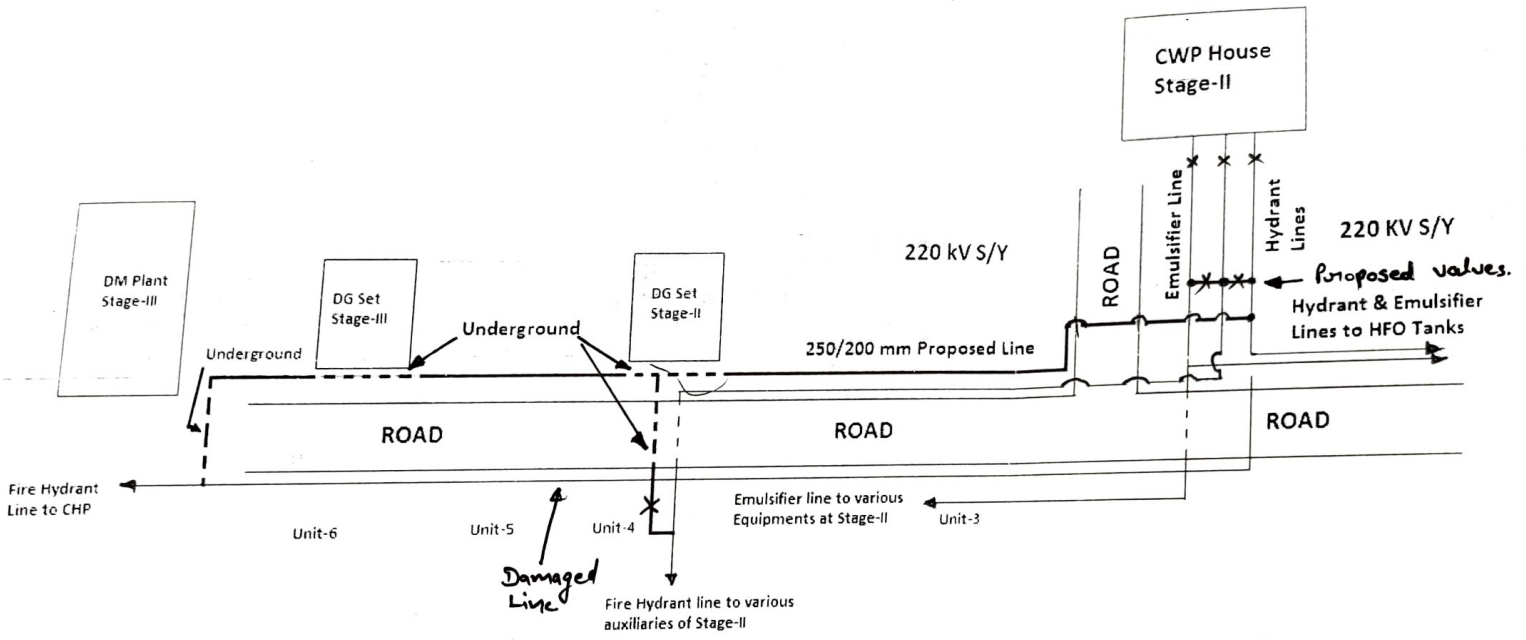 CWP House
Stage-II
Emulsifier Line
Hydrant
Lines
220 kV S/Y
ROAD
220 KV S/Y
Proposed valves.
Hydrant & Emulsifier
Lines to HFO Tanks
DM Plant
Stage-III
DG Set
Stage-III
Underground
DG Set
Stage-II
Underground
250/200 mm Proposed Line
ROAD
ROAD
ROAD
Fire Hydrant
Line to CHP
Unit-6
Unit-5
Unit-4
Emulsifier line to various
Equipments at Stage-II
Unit-3
Damaged
Line
Fire Hydrant line to various
auxiliaries of Stage-II